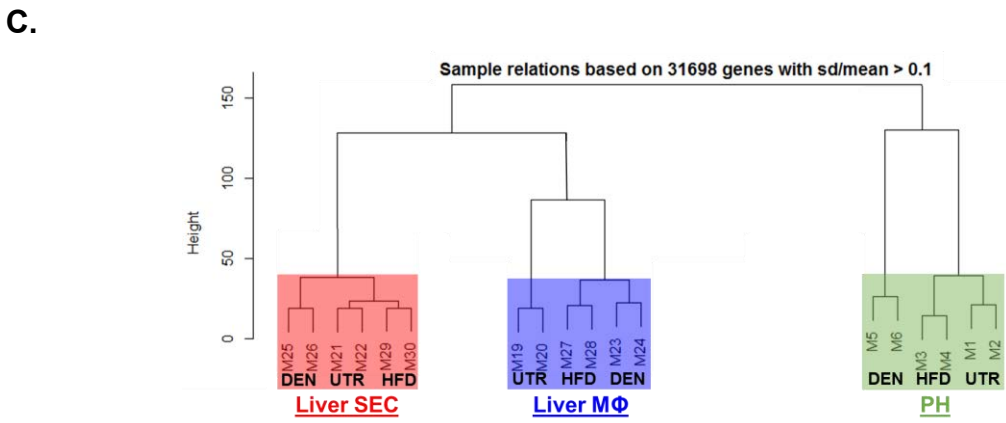 C.
Sample relations based on 31698 genes with sd/mean > 0.1
Height
150
100
50
0
M25 M26 M21 M22 M29 M30
DEN UTR HFD
Liver SEC
M19 M20 M27 M28 M23 M24
UTR HFD DEN
Liver MΦ
M5 M6 M3 M4 M1 M2
DEN HFD UTR
PH